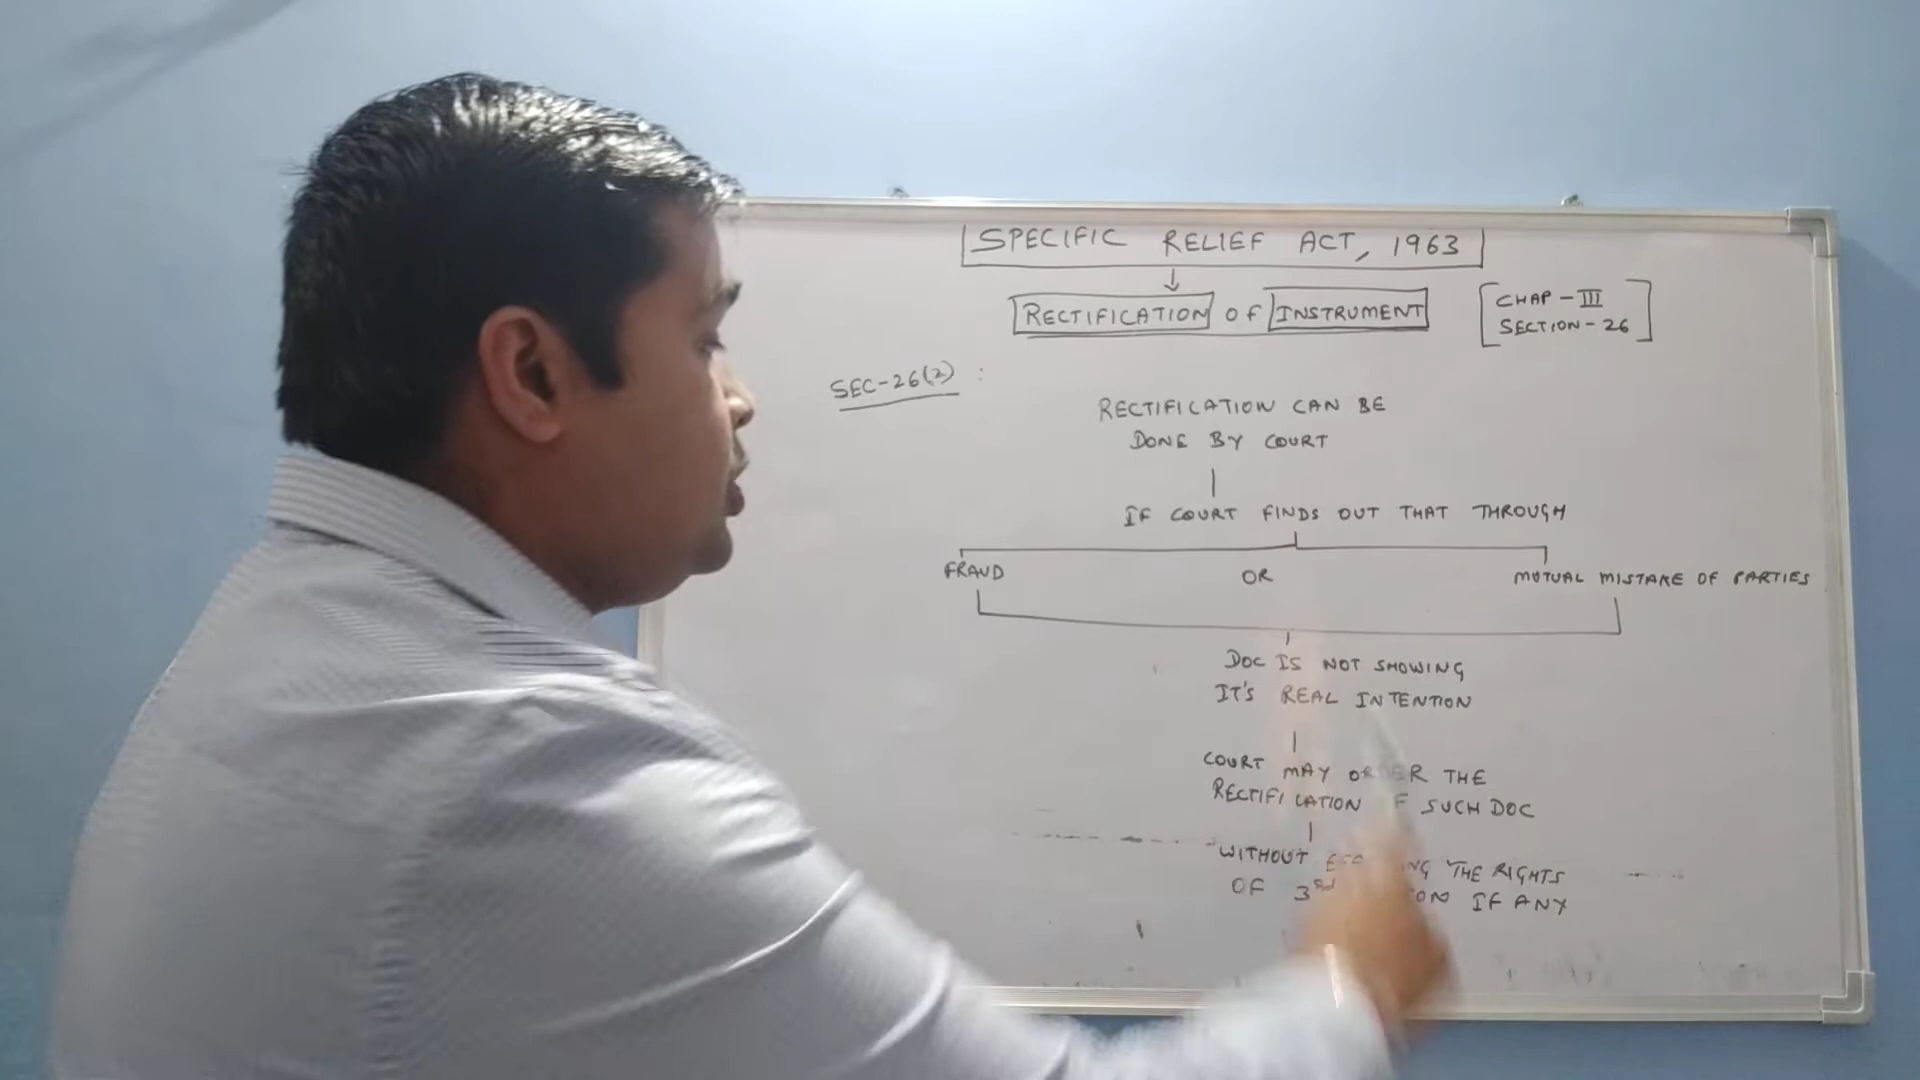 SPECIFIC RELIEF ACT, 1963
RECTIFICATION OF INSTRUMENT
CHAP - III
SECTION - 26
SEC-26(2) :
RECTIFICATION CAN BE
DONE BY COURT
IF COURT FINDS OUT THAT THROUGH
FRAUD OR MUTUAL MISTAKE OF PARTIES
DOC IS NOT SHOWING
IT'S REAL INTENTION
COURT MAY ORDER THE
RECTIFICATION SUCH DOC
WITHOUT THE RIGHTS
OF 3RD IF ANY